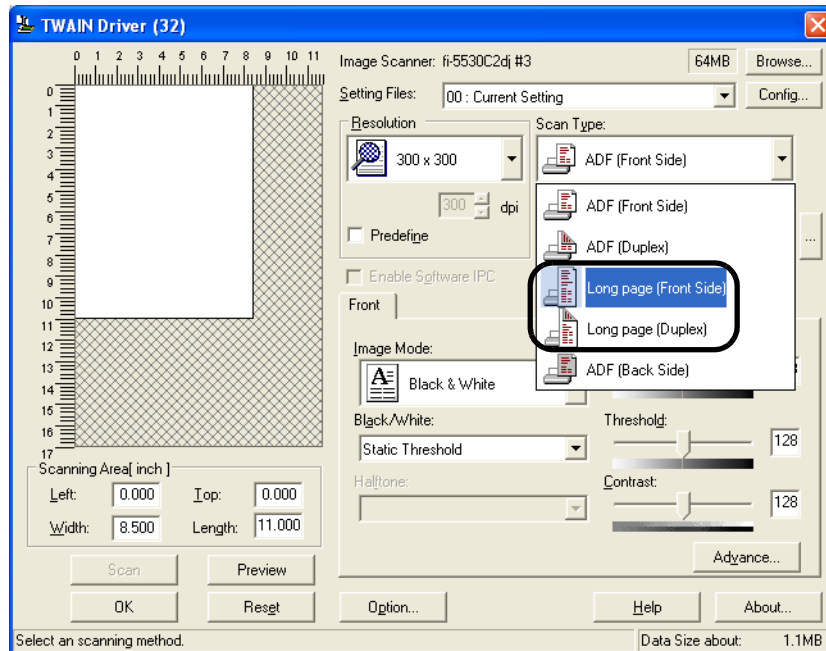 TWAIN Driver (32)
0 1 2 3 4 5 6 7 8 9 10 11
0
1
2
3
4
5
6
7
8
9
10
11
12
13
14
15
16
17
Image Scanner: fi-5530C2dj #3
64MB
Browse...
Setting Files:
00 : Current Setting
Config...
Resolution
300 x 300
300 dpi
Predefine
Scan Type:
ADF (Front Side)
ADF (Front Side)
ADF (Duplex)
Long page (Front Side)
Long page (Duplex)
ADF (Back Side)
...
Enable Software IPC
Front
Image Mode:
Black & White
Black/White:
Static Threshold
Halftone:
Threshold:
128
Contrast:
128
Advance...
Scanning Area[ inch ]
Left: 0.000 Top: 0.000
Width: 8.500 Length: 11.000
Scan Preview
OK Reset
Option... Help About...
Select an scanning method.
Data Size about: 1.1MB